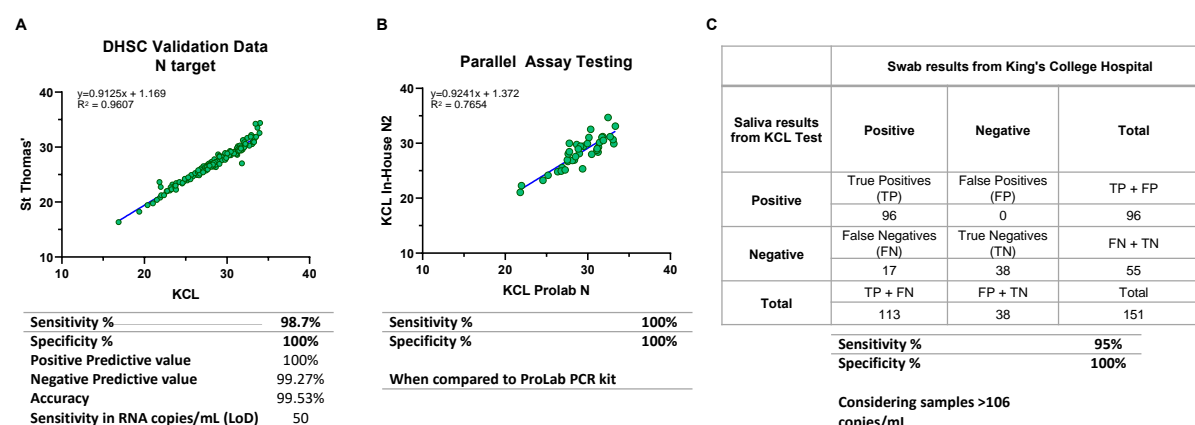 A
DHSC Validation Data
N target
y=0.9125x + 1.169
R² = 0.9607
40
30
20
10
St Thomas'
10 20 30 40
KCL
Sensitivity % 98.7%
Specificity % 100%
Positive Predictive value 100%
Negative Predictive value 99.27%
Accuracy 99.53%
Sensitivity in RNA copies/mL (LoD) 50
B
Parallel Assay Testing
y=0.9241x + 1.372
R² = 0.7654
40
30
20
10
KCL In-House N2
10 20 30 40
KCL Prolab N
Sensitivity % 100%
Specificity % 100%
When compared to ProLab PCR kit
C
Swab results from King's College Hospital
Saliva results
from KCL Test
Positive Negative Total
Positive
True Positives
(TP)
False Positives
(FP)
TP + FP
96 0 96
Negative
False Negatives
(FN)
True Negatives
(TN)
FN + TN
17 38 55
Total
TP + FN FP + TN Total
113 38 151
Sensitivity % 95%
Specificity % 100%
Considering samples >106
copies/mL